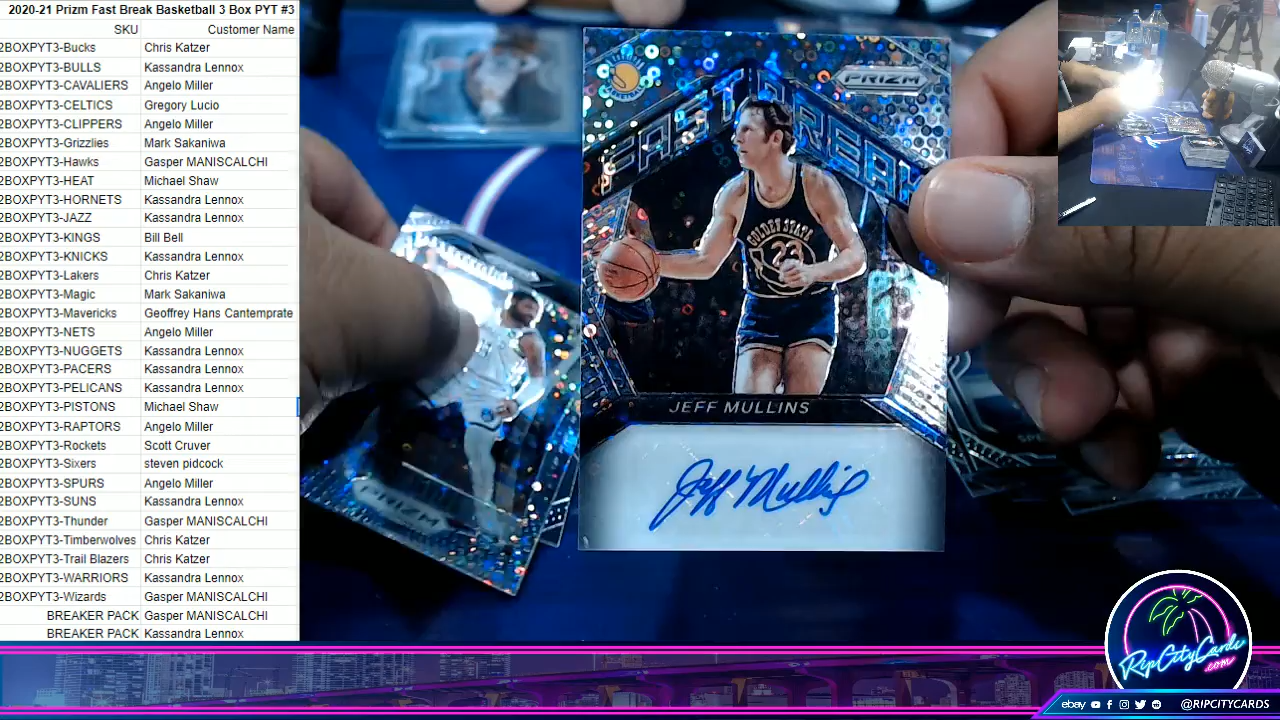 2020-21 Prizm Fast Break Basketball 3 Box PYT #3
SKU Customer Name
2BOXPYT3-Bucks Chris Katzer
2BOXPYT3-BULLS Kassandra Lennox
2BOXPYT3-CAVALIERS Angelo Miller
2BOXPYT3-CELTICS Gregory Lucio
2BOXPYT3-CLIPPERS Angelo Miller
2BOXPYT3-Grizzlies Mark Sakaniwa
2BOXPYT3-Hawks Gasper MANISCALCHI
2BOXPYT3-HEAT Michael Shaw
2BOXPYT3-HORNETS Kassandra Lennox
2BOXPYT3-JAZZ Kassandra Lennox
2BOXPYT3-KINGS Bill Bell
2BOXPYT3-KNICKS Kassandra Lennox
2BOXPYT3-Lakers Chris Katzer
2BOXPYT3-Magic Mark Sakaniwa
2BOXPYT3-Mavericks Geoffrey Hans Cantemprate
2BOXPYT3-NETS Angelo Miller
2BOXPYT3-NUGGETS Kassandra Lennox
2BOXPYT3-PACERS Kassandra Lennox
2BOXPYT3-PELICANS Kassandra Lennox
2BOXPYT3-PISTONS Michael Shaw
2BOXPYT3-RAPTORS Angelo Miller
2BOXPYT3-Rockets Scott Cruver
2BOXPYT3-Sixers steven pidcock
2BOXPYT3-SPURS Angelo Miller
2BOXPYT3-SUNS Kassandra Lennox
2BOXPYT3-Thunder Gasper MANISCALCHI
2BOXPYT3-Timberwolves Chris Katzer
2BOXPYT3-Trail Blazers Chris Katzer
2BOXPYT3-WARRIORS Kassandra Lennox
2BOXPYT3-Wizards Gasper MANISCALCHI
BREAKER PACK Gasper MANISCALCHI
BREAKER PACK Kassandra Lennox
PRIZM
FAST BREAK
GOLDEN STATE
23
JEFF MULLINS
Jeff Mullins
PRIZM
RipCityCards
.com
ebay @RIPCITYCARDS